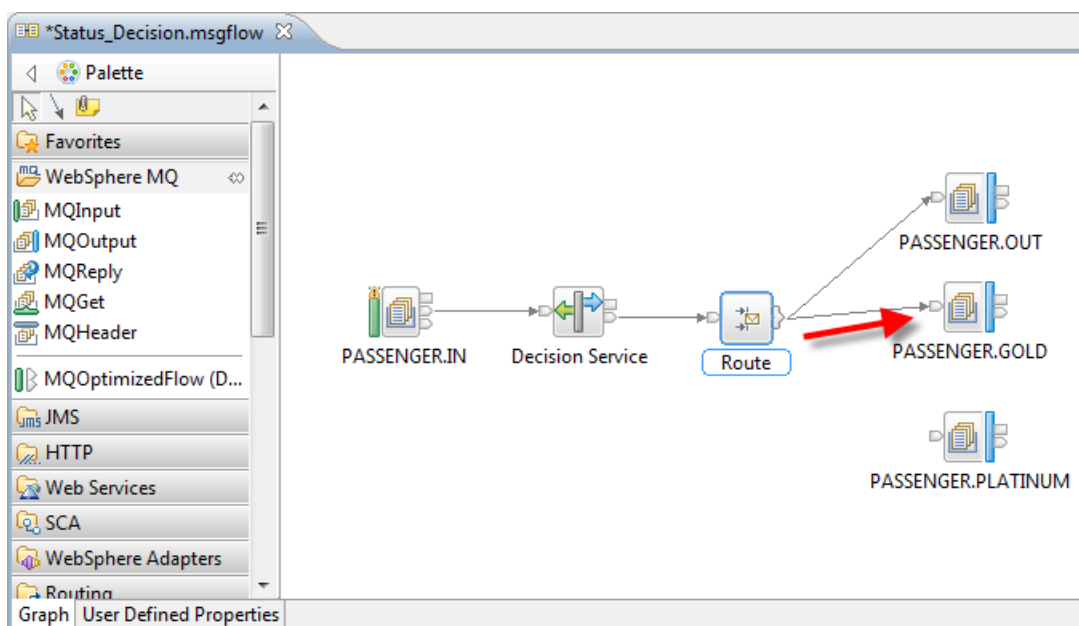 *Status_Decision.msgflow
Palette
Favorites
WebSphere MQ
MQInput
MQOutput
MQReply
MQGet
MQHeader
MQOptimizedFlow (D...
JMS
HTTP
Web Services
SCA
WebSphere Adapters
Routing
Graph
User Defined Properties
PASSENGER.IN
Decision Service
Route
PASSENGER.OUT
PASSENGER.GOLD
PASSENGER.PLATINUM